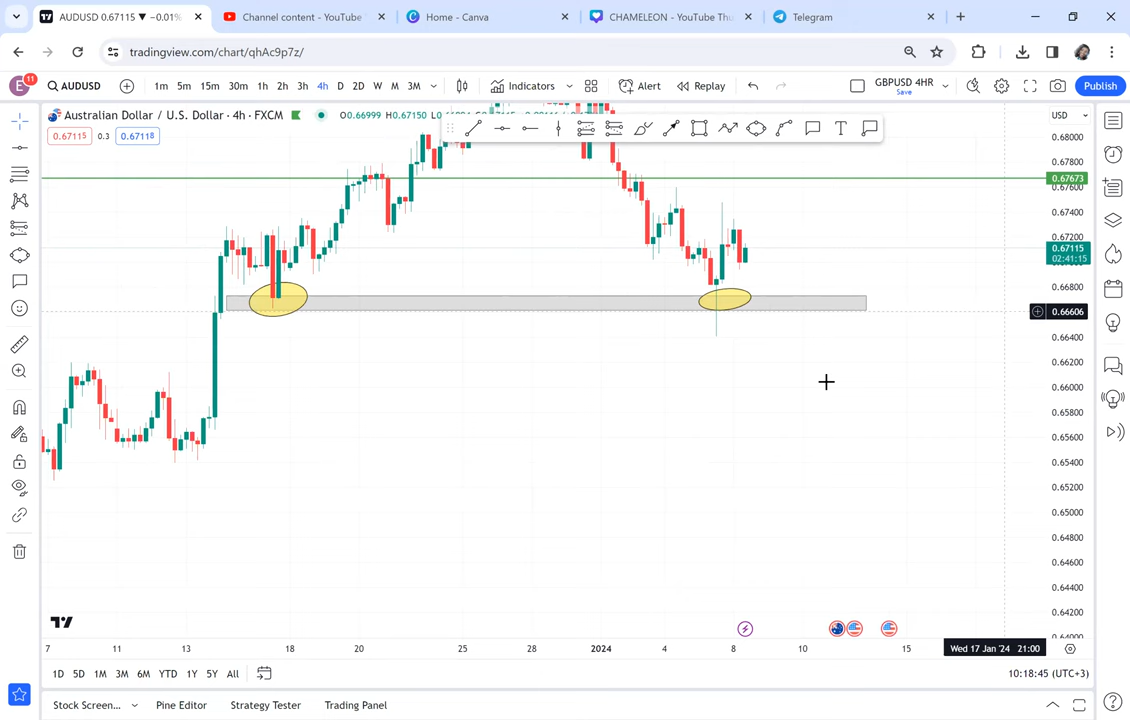 AUDUSD 0.67115 ▼ −0.01%
Channel content - YouTube
Home - Canva
CHAMELEON - YouTube Thu
Telegram
tradingview.com/chart/qhAc9p7z/
E
11
AUDUSD
1m 5m 15m 30m 1h 2h 3h 4h D 2D W M 3M
Indicators
Alert
Replay
GBPUSD 4HR
Save
Publish
Australian Dollar / U.S. Dollar · 4h · FXCM
O0.66999 H0.67150
USD
0.67115
0.3
0.67118
0.68000
0.67800
0.67673
0.67600
0.67400
0.67200
0.67115
02:41:15
0.66800
0.66606
0.66400
0.66200
0.66000
0.65800
0.65600
0.65400
0.65200
0.65000
0.64800
0.64600
0.64400
0.64200
0.64000
7 11 13 18 20 25 28 2024 4 8 10 15
Wed 17 Jan '24 21:00
1D 5D 1M 3M 6M YTD 1Y 5Y All
10:18:45 (UTC+3)
Stock Screen...
Pine Editor
Strategy Tester
Trading Panel